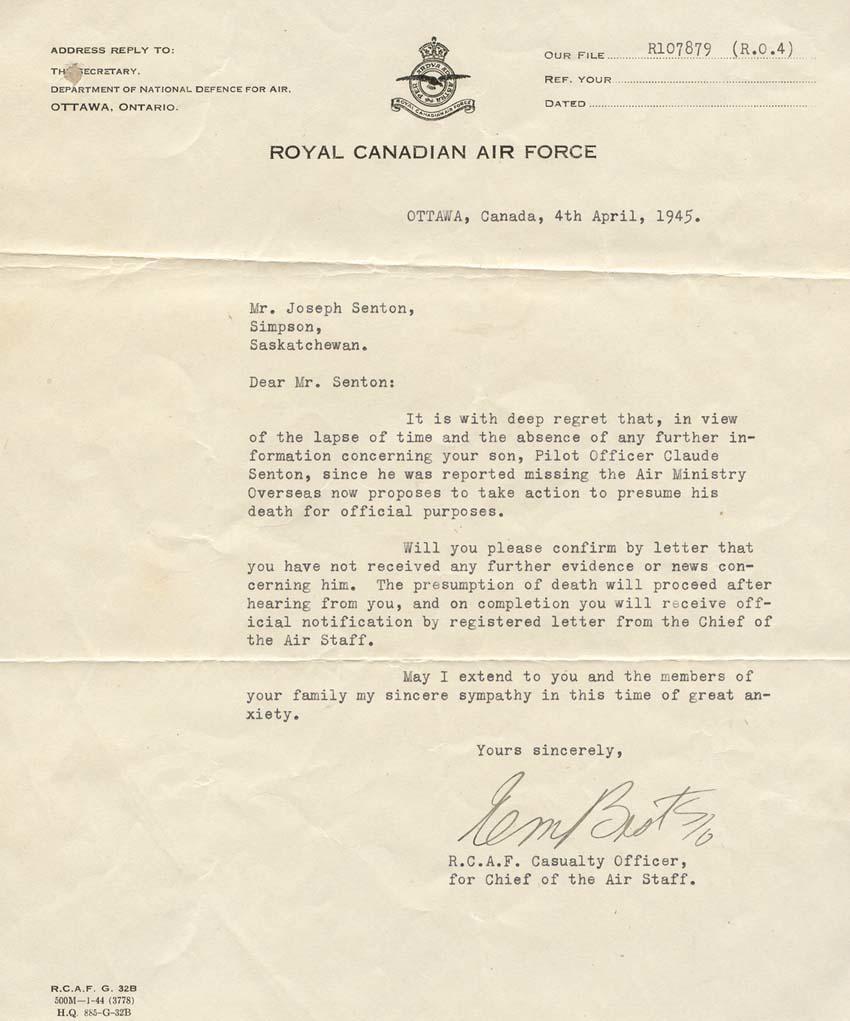 ADDRESS REPLY TO:
THE SECRETARY,
DEPARTMENT OF NATIONAL DEFENCE FOR AIR,
OTTAWA, ONTARIO.
OUR FILE R107879 (R.O.4)
REF. YOUR
DATED
PER ARDVA AD ASTRA
ROYAL CANADIAN AIR FORCE
ROYAL CANADIAN AIR FORCE
OTTAWA, Canada, 4th April, 1945.
Mr. Joseph Senton,
Simpson,
Saskatchewan.
Dear Mr. Senton:
It is with deep regret that, in view
of the lapse of time and the absence of any further in-
formation concerning your son, Pilot Officer Claude
Senton, since he was reported missing the Air Ministry
Overseas now proposes to take action to presume his
death for official purposes.
Will you please confirm by letter that
you have not received any further evidence or news con-
cerning him. The presumption of death will proceed after
hearing from you, and on completion you will receive off-
icial notification by registered letter from the Chief of
the Air Staff.
May I extend to you and the members of
your family my sincere sympathy in this time of great an-
xiety.
Yours sincerely,
R.C.A.F. Casualty Officer,
for Chief of the Air Staff.
R.C.A.F. G. 32B
500M—1-44 (3778)
H.Q. 885-G-32B